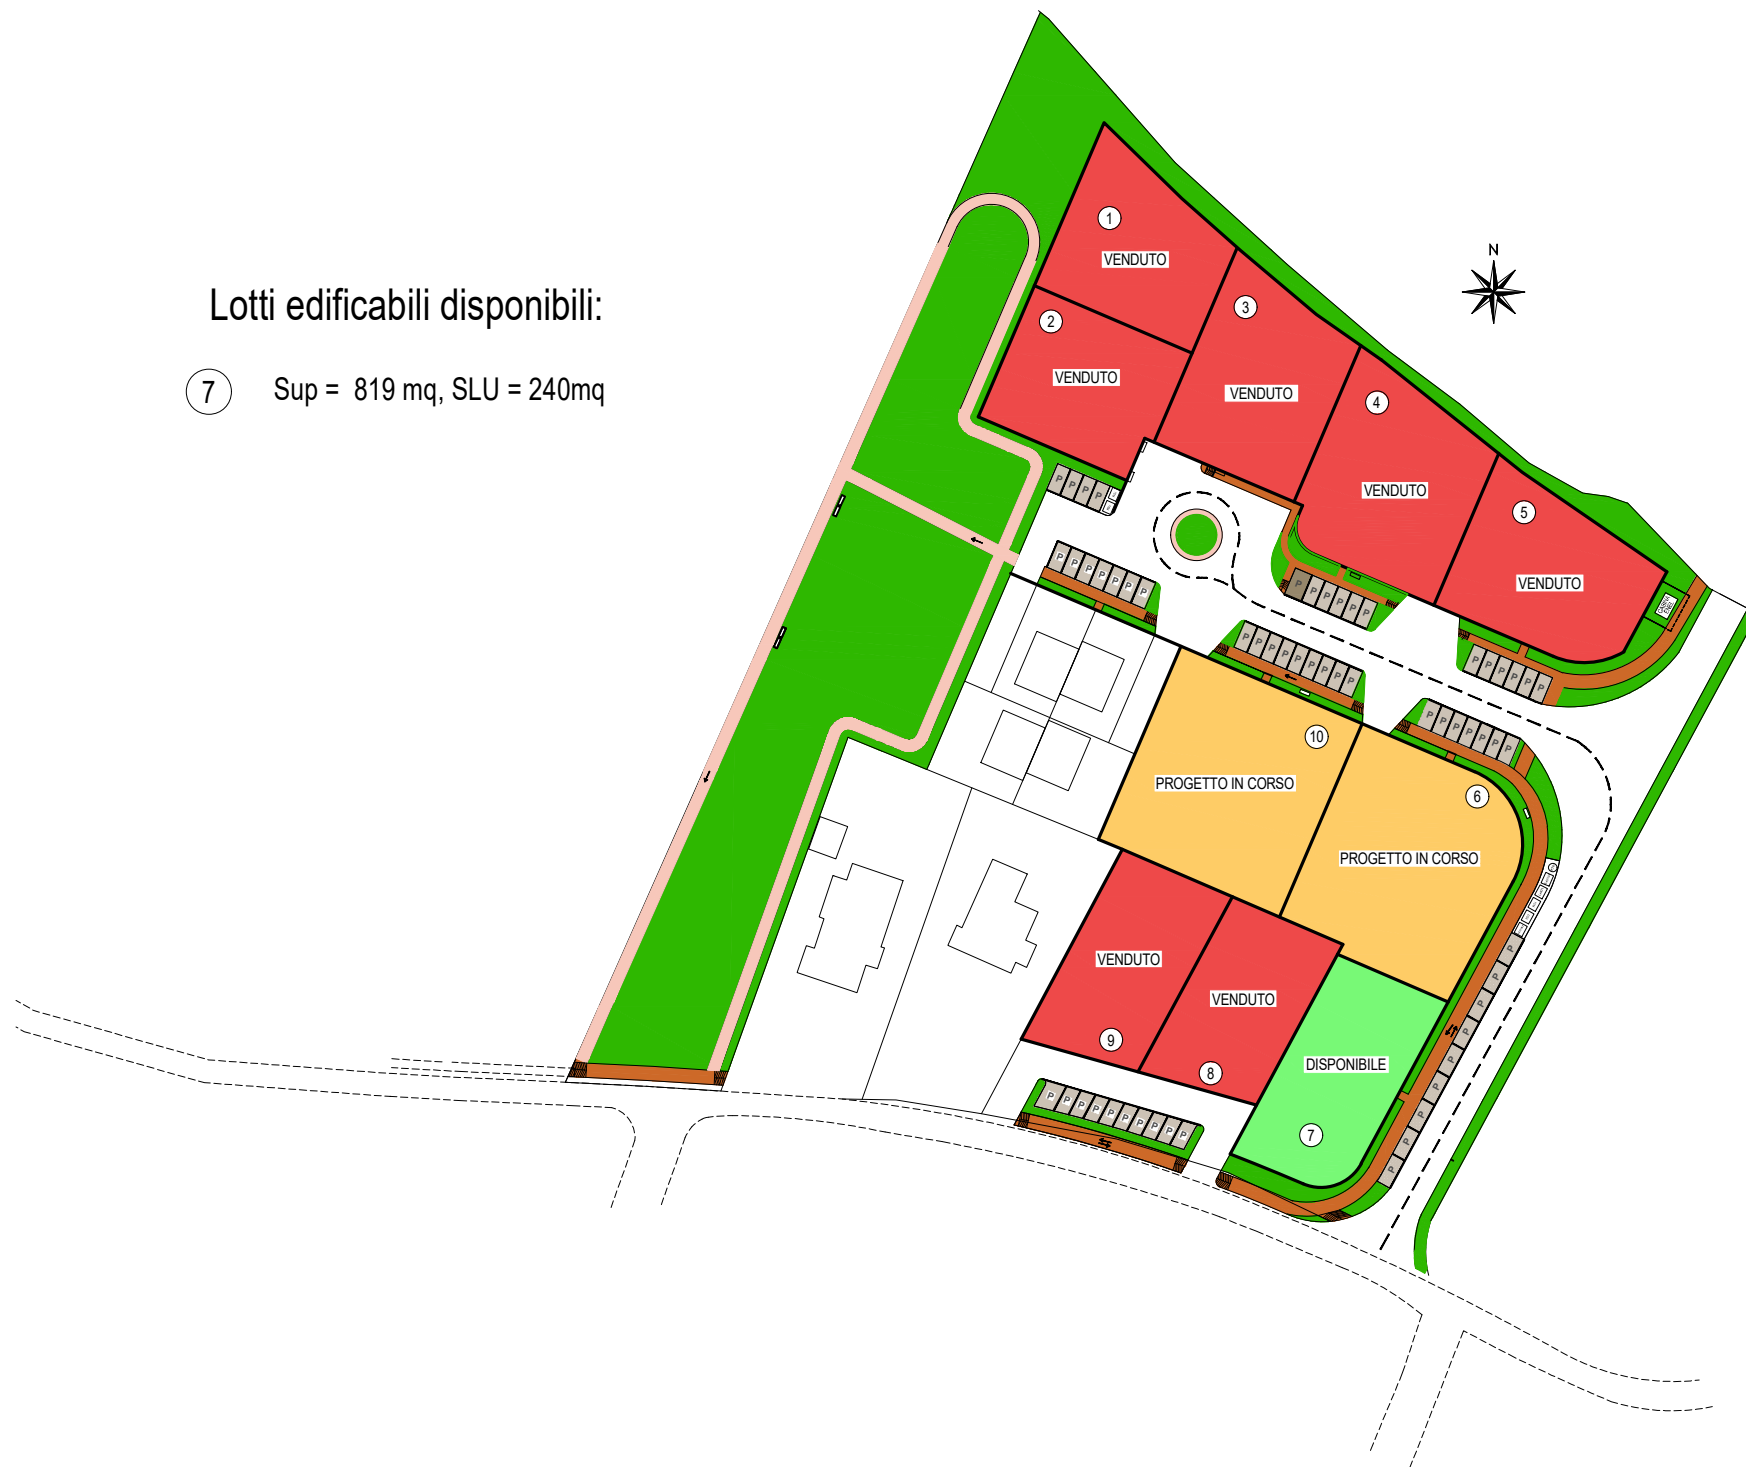 N
1
VENDUTO
3
2
VENDUTO
VENDUTO
4
VENDUTO
5
VENDUTO
Lotti edificabili disponibili:
7 Sup = 819 mq, SLU = 240mq
P P P P
P P P P P P P
P P P P P P
P P P P P P P P P
P P P P P P
P P P P P P P
10
PROGETTO IN CORSO
6
PROGETTO IN CORSO
VENDUTO
9
VENDUTO
8
DISPONIBILE
7
P P P P P P P P P
P P P P P P P P P